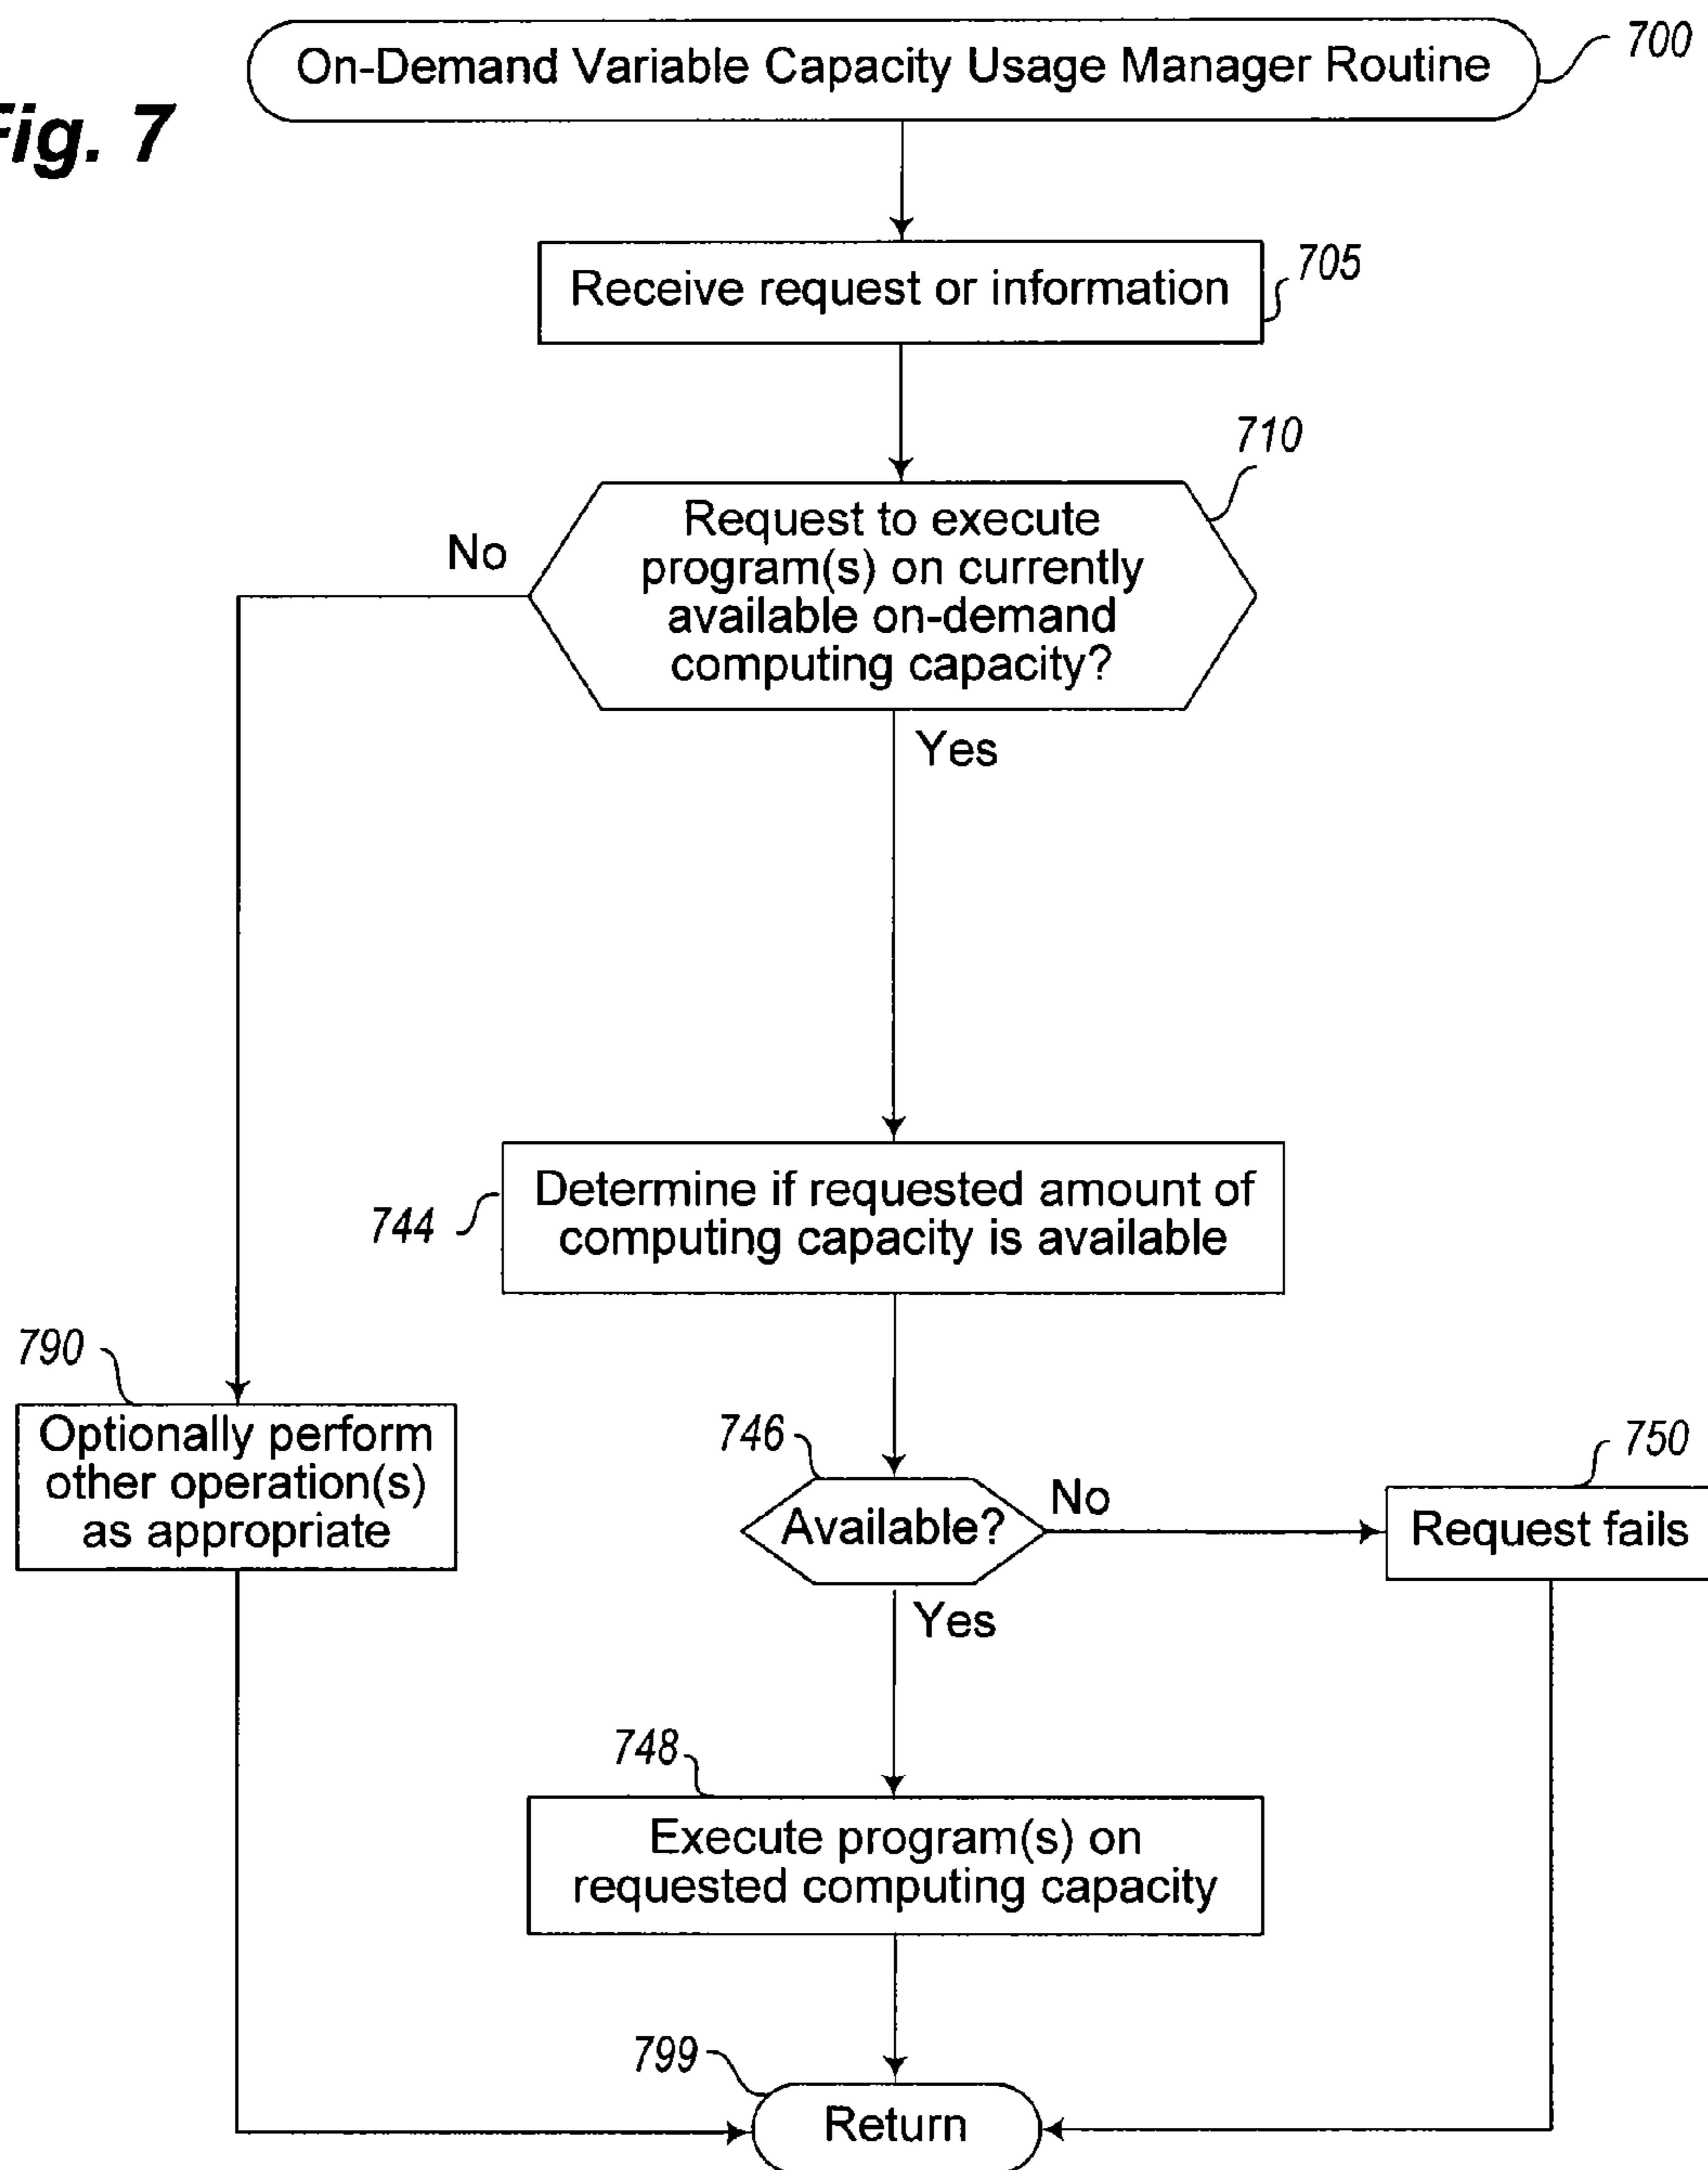 On-Demand Variable Capacity Usage Manager Routine
700
Fig. 7
Receive request or information
705
710
Request to execute
program(s) on currently
available on-demand
computing capacity?
No
Yes
Determine if requested amount of
computing capacity is available
744
790
Optionally perform
other operation(s)
as appropriate
746
Available?
No
750
Request fails
Yes
748
Execute program(s) on
requested computing capacity
799
Return